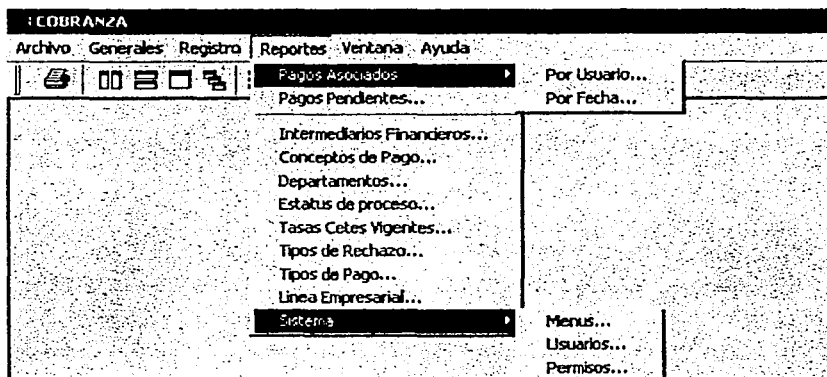 :COBRANZA
Archivo Generales Registro Reportes Ventana Ayuda
Pagos Asociados
Por Usuario...
Por Fecha...
Pagos Pendientes...
Intermediarios Financieros...
Conceptos de Pago...
Departamentos...
Estatus de proceso...
Tasas Cetes Vigentes...
Tipos de Rechazo...
Tipos de Pago...
Linea Empresarial...
Sistema
Menus...
Usuarios...
Permisos...